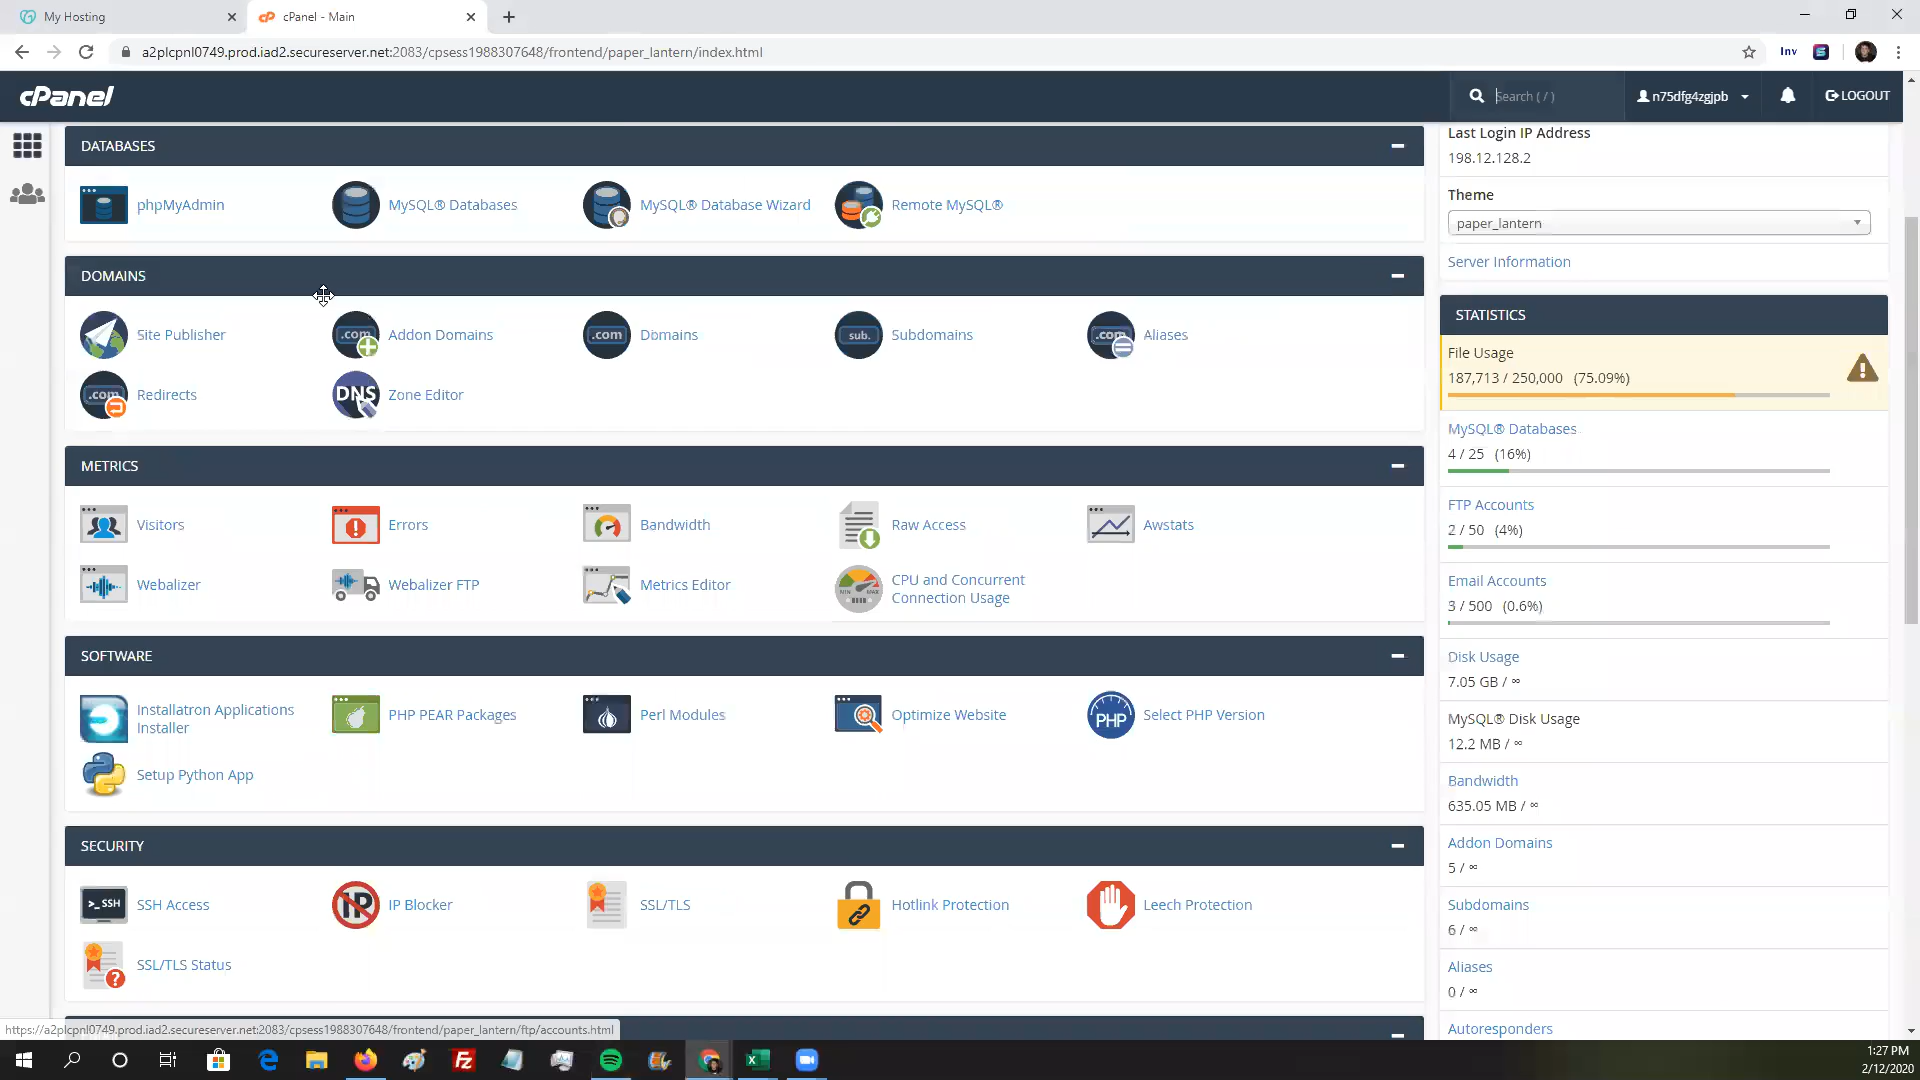 My Hosting
cPanel - Main
a2plcpnl0749.prod.iad2.secureserver.net:2083/cpsess1988307648/frontend/paper_lantern/index.html
Inv
cPanel
Search ( / )
n75dfg4zgjpb
LOGOUT
DATABASES
phpMyAdmin
MySQL® Databases
MySQL® Database Wizard
Remote MySQL®
DOMAINS
Site Publisher
.com
Addon Domains
.com
Domains
sub.
Subdomains
.com
Aliases
.com
Redirects
DNS
Zone Editor
METRICS
Visitors
Errors
Bandwidth
Raw Access
Awstats
Webalizer
Webalizer FTP
Metrics Editor
CPU and Concurrent
Connection Usage
SOFTWARE
Installatron Applications
Installer
PHP PEAR Packages
Perl Modules
Optimize Website
PHP
Select PHP Version
Setup Python App
SECURITY
>_SSH
SSH Access
IP
IP Blocker
SSL/TLS
Hotlink Protection
Leech Protection
SSL/TLS Status
Last Login IP Address
198.12.128.2
Theme
paper_lantern
Server Information
STATISTICS
File Usage
187,713 / 250,000 (75.09%)
MySQL® Databases
4 / 25 (16%)
FTP Accounts
2 / 50 (4%)
Email Accounts
3 / 500 (0.6%)
Disk Usage
7.05 GB / ∞
MySQL® Disk Usage
12.2 MB / ∞
Bandwidth
635.05 MB / ∞
Addon Domains
5 / ∞
Subdomains
6 / ∞
Aliases
0 / ∞
Autoresponders
https://a2plcpnl0749.prod.iad2.secureserver.net:2083/cpsess1988307648/frontend/paper_lantern/ftp/accounts.html
1:27 PM
2/12/2020